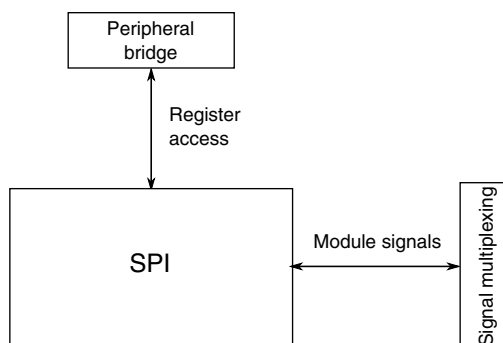 Peripheral
bridge
Register
access
SPI
Module signals
Signal multiplexing